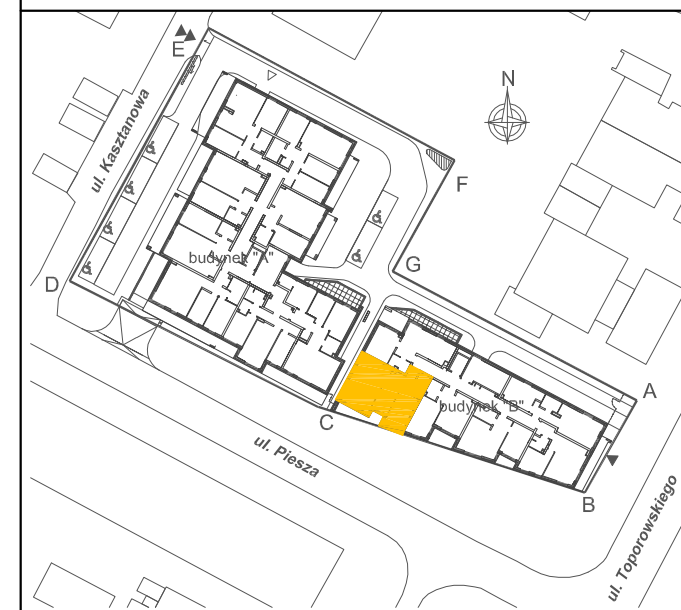 E
N
ul. Kasztanowa
F
budynek "A"
G
D
A
budynek "B"
C
ul. Piesza
B
ul. Toporowskiego